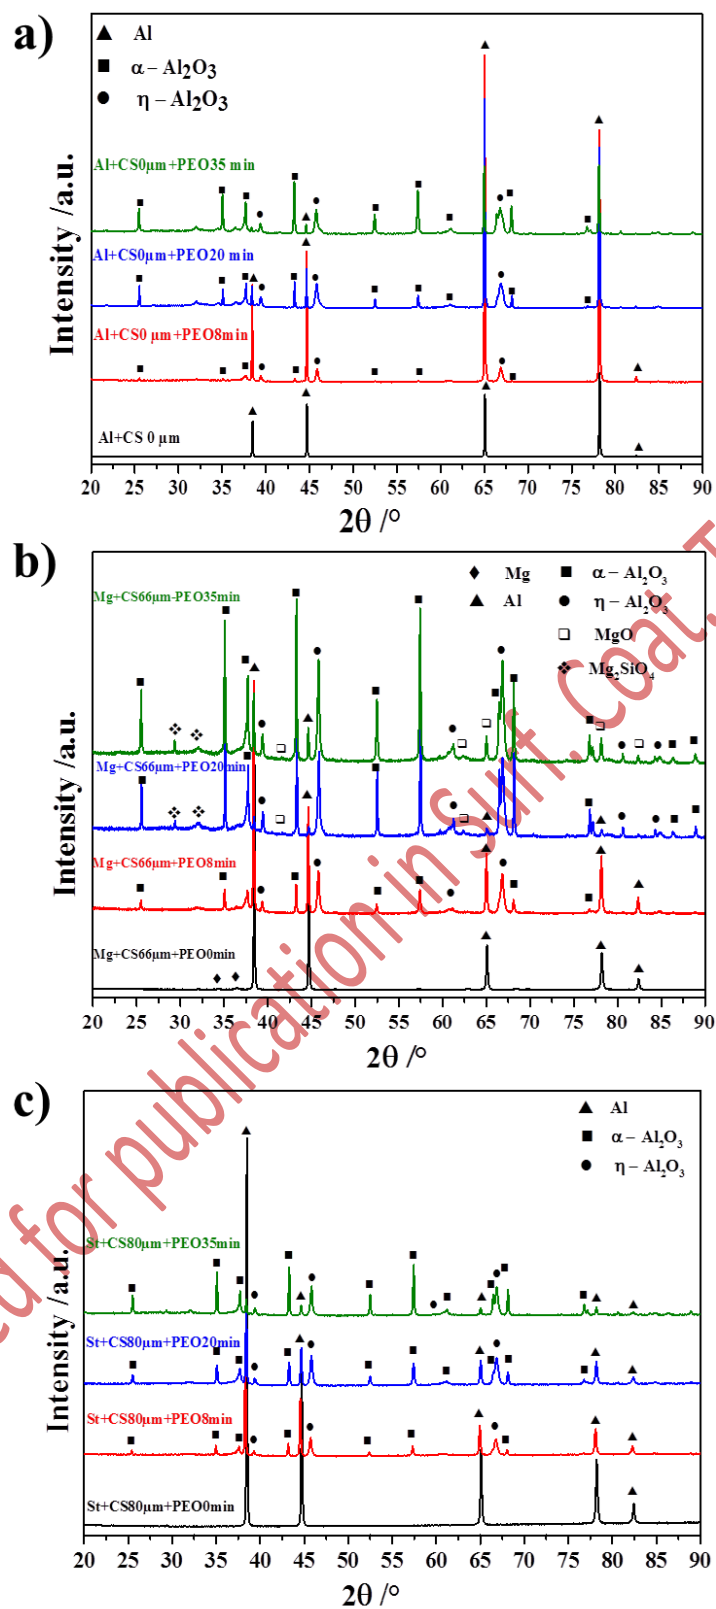 a)
▲ Al
■ α – Al₂O₃
● η – Al₂O₃
Al+CS0μm+PEO35 min
Al+CS0μm+PEO20 min
Al+CS0 μm+PEO8min
Al+CS 0 μm
Intensity /a.u.
20 25 30 35 40 45 50 55 60 65 70 75 80 85 90
2θ /°
b)
♦ Mg ■ α – Al₂O₃
▲ Al ● η – Al₂O₃
❑ MgO
❖ Mg₂SiO₄
Mg+CS66μm-PEO35min
Mg+CS66μm+PEO20min
Mg+CS66μm+PEO8min
Mg+CS66μm+PEO0min
Intensity /a.u.
20 25 30 35 40 45 50 55 60 65 70 75 80 85 90
2θ /°
c)
▲ Al
■ α – Al₂O₃
● η – Al₂O₃
St+CS80μm+PEO35min
St+CS80μm+PEO20min
St+CS80μm+PEO8min
St+CS80μm+PEO0min
Intensity /a.u.
20 25 30 35 40 45 50 55 60 65 70 75 80 85 90
2θ /°
ed for publication in Surf. Coat. T